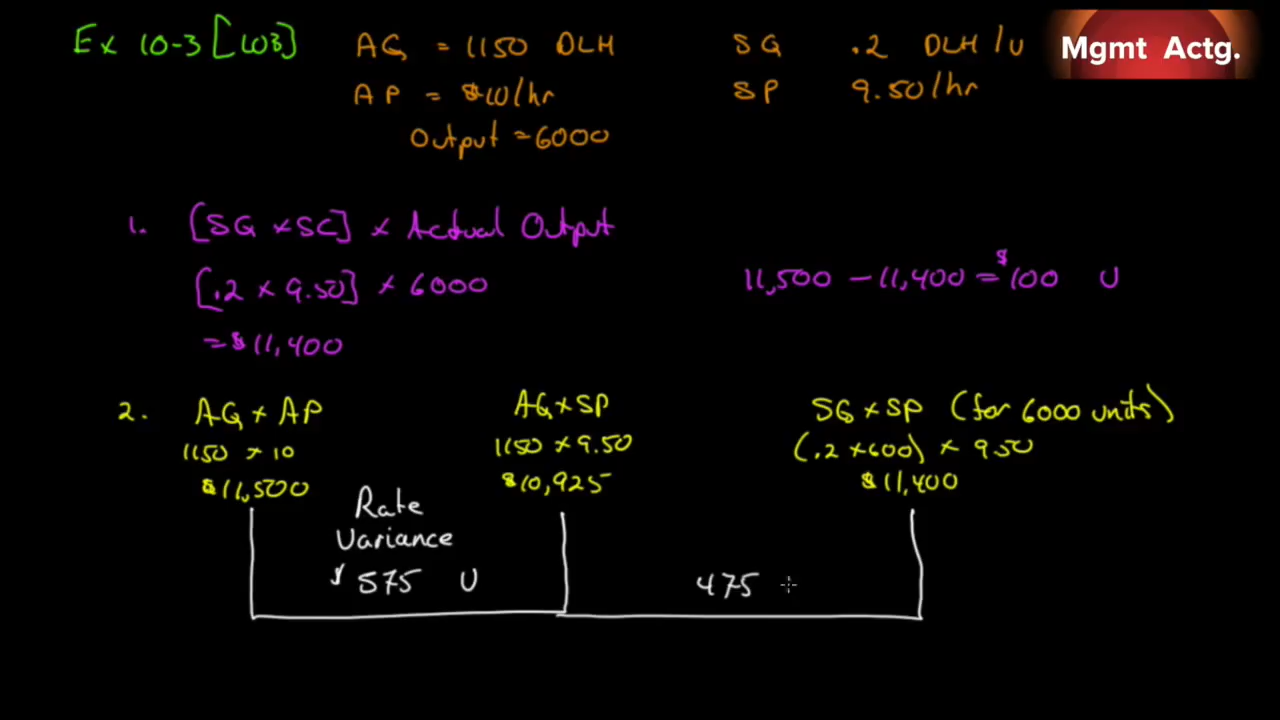 Ex 10-3 [LO3]
AQ = 1150 DLH
SQ .2 DLH/U
Mgmt Actg.
AP = $10/hr
SP 9.50/hr
Output = 6000
1. [SQ × SC] × Actual Output
[.2 × 9.50] × 6000
11,500 - 11,400 = $100 U
= $11,400
2. AQ × AP
AQ × SP
SQ × SP (for 6000 units)
1150 × 10
1150 × 9.50
(.2 × 600) × 9.50
$11,500
$10,925
$11,400
Rate
Variance
$575 U
475